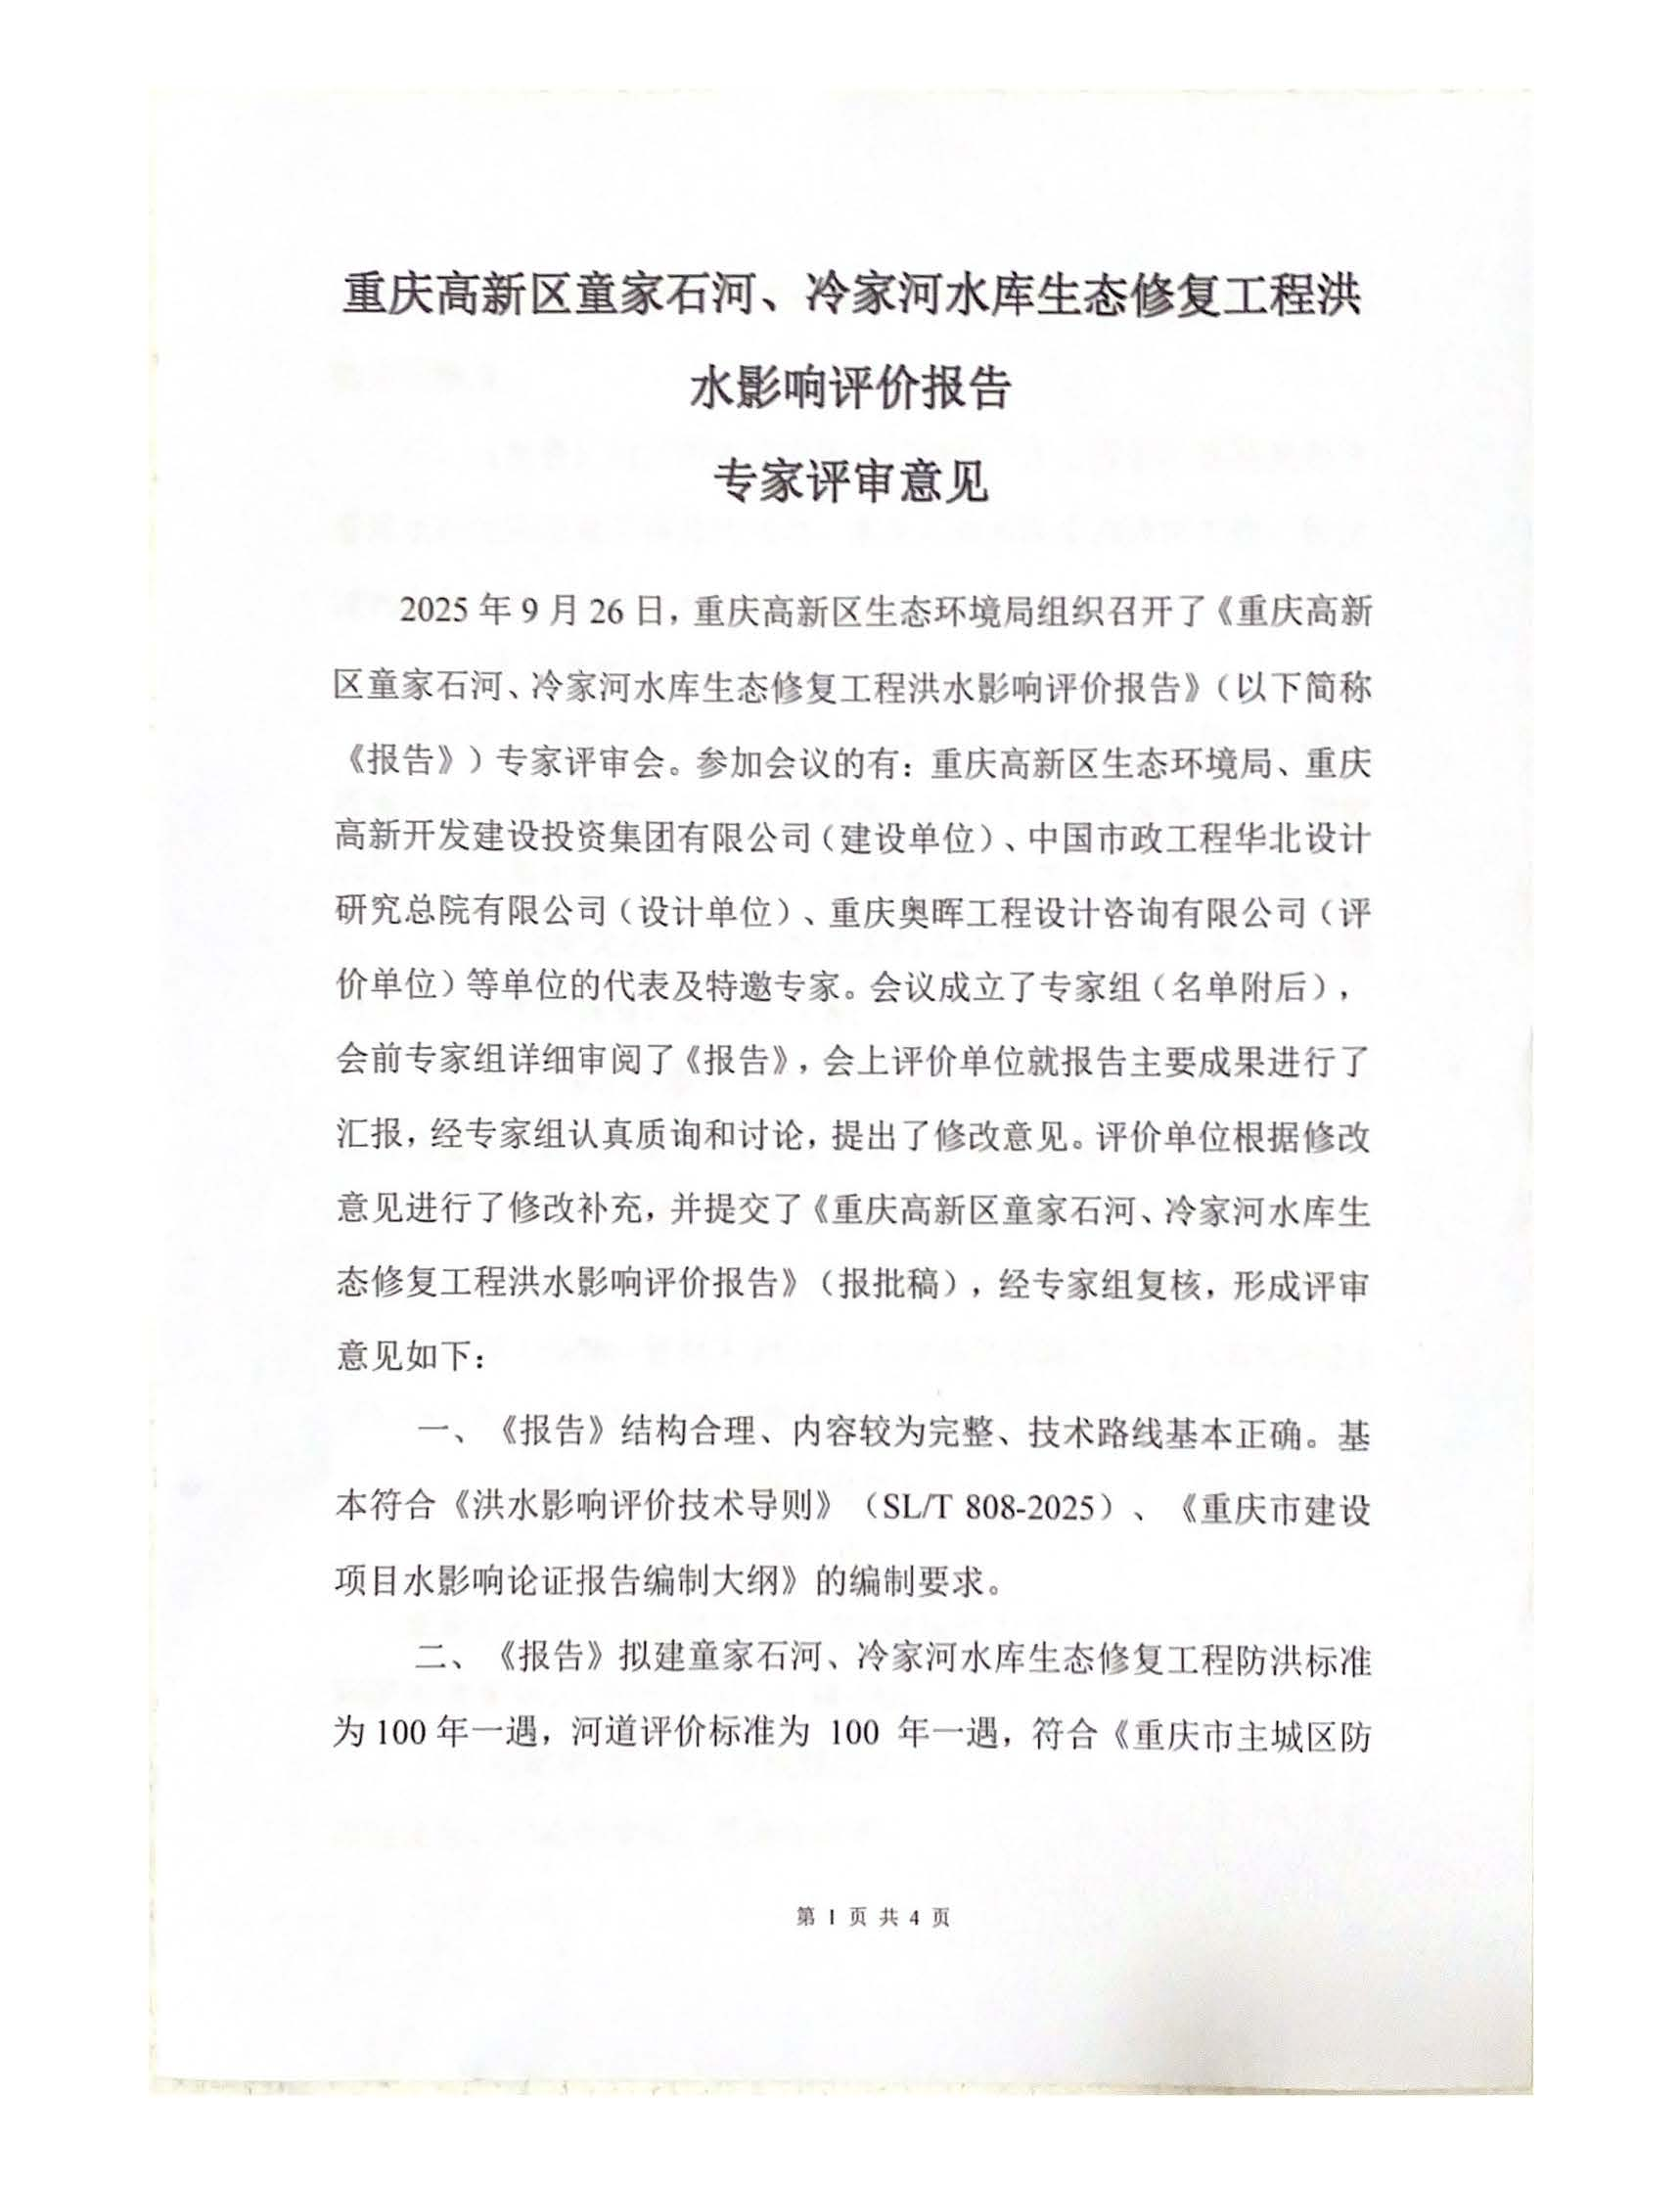 重庆高新区童家石河、冷家河水库生态修复工程洪
水影响评价报告
专家评审意见
2025年9月26日，重庆高新区生态环境局组织召开了《重庆高新
区童家石河、冷家河水库生态修复工程洪水影响评价报告》（以下简称
《报告》）专家评审会。参加会议的有：重庆高新区生态环境局、重庆
高新开发建设投资集团有限公司（建设单位）、中国市政工程华北设计
研究总院有限公司（设计单位）、重庆奥晖工程设计咨询有限公司（评
价单位）等单位的代表及特邀专家。会议成立了专家组（名单附后），
会前专家组详细审阅了《报告》，会上评价单位就报告主要成果进行了
汇报，经专家组认真质询和讨论，提出了修改意见。评价单位根据修改
意见进行了修改补充，并提交了《重庆高新区童家石河、冷家河水库生
态修复工程洪水影响评价报告》（报批稿），经专家组复核，形成评审
意见如下：
一、《报告》结构合理、内容较为完整、技术路线基本正确。基
本符合《洪水影响评价技术导则》（SL/T 808-2025）、《重庆市建设
项目水影响论证报告编制大纲》的编制要求。
二、《报告》拟建童家石河、冷家河水库生态修复工程防洪标准
为100年一遇，河道评价标准为 100 年一遇，符合《重庆市主城区防
第 1 页 共 4 页